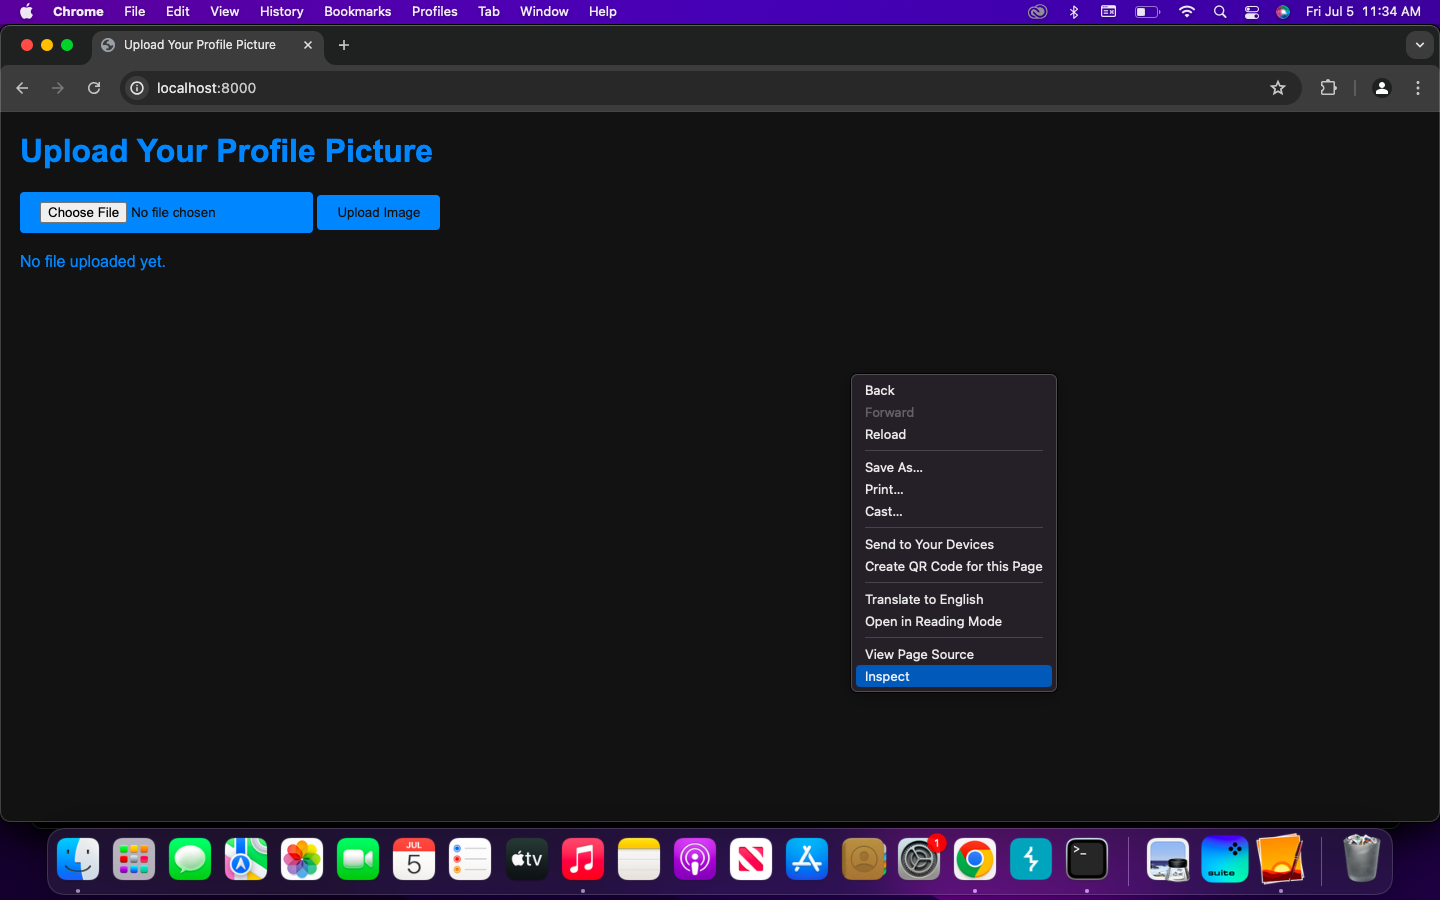 Chrome File Edit View History Bookmarks Profiles Tab Window Help Fri Jul 5 11:34 AM
Upload Your Profile Picture
localhost:8000
Upload Your Profile Picture
Choose File No file chosen Upload Image
No file uploaded yet.
Back
Forward
Reload
Save As...
Print...
Cast...
Send to Your Devices
Create QR Code for this Page
Translate to English
Open in Reading Mode
View Page Source
Inspect
JUL
5
tv
1
>_
suite